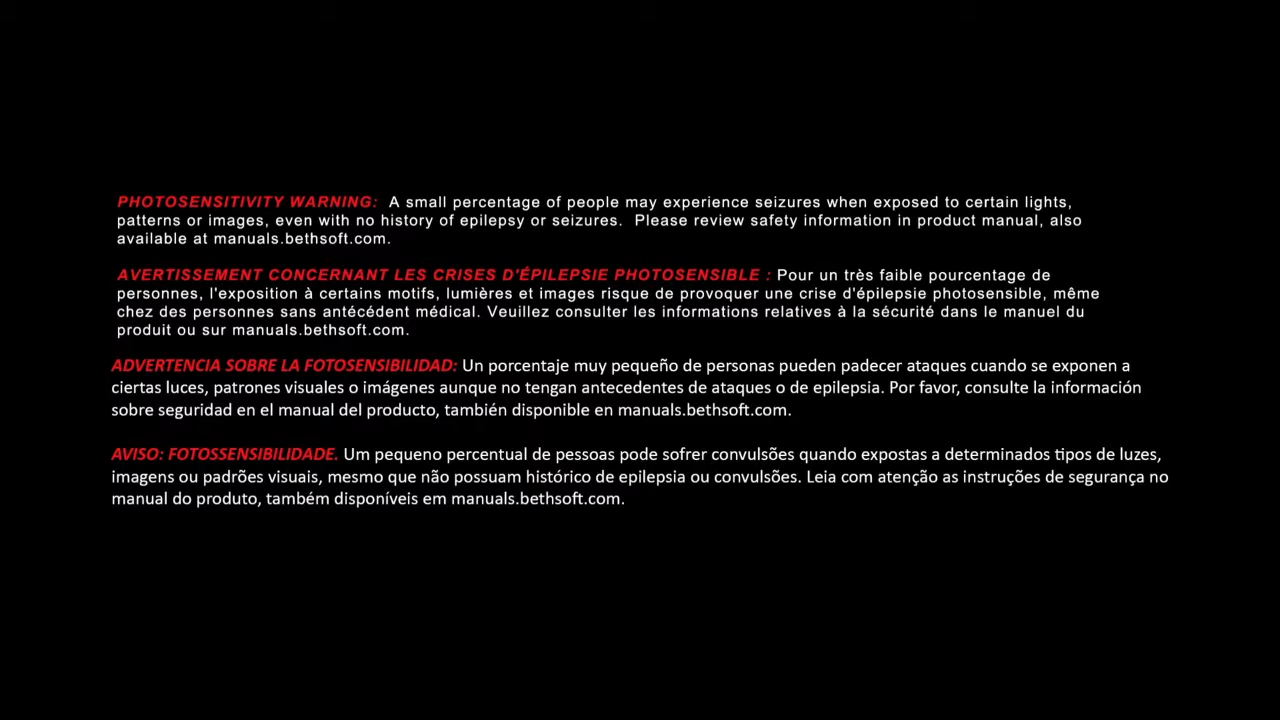 PHOTOSENSITIVITY WARNING: A small percentage of people may experience seizures when exposed to certain lights,
patterns or images, even with no history of epilepsy or seizures. Please review safety information in product manual, also
available at manuals.bethsoft.com.
AVERTISSEMENT CONCERNANT LES CRISES D'ÉPILEPSIE PHOTOSENSIBLE : Pour un très faible pourcentage de
personnes, l'exposition à certains motifs, lumières et images risque de provoquer une crise d'épilepsie photosensible, même
chez des personnes sans antécédent médical. Veuillez consulter les informations relatives à la sécurité dans le manuel du
produit ou sur manuals.bethsoft.com.
ADVERTENCIA SOBRE LA FOTOSENSIBILIDAD: Un porcentaje muy pequeño de personas pueden padecer ataques cuando se exponen a
ciertas luces, patrones visuales o imágenes aunque no tengan antecedentes de ataques o de epilepsia. Por favor, consulte la información
sobre seguridad en el manual del producto, también disponible en manuals.bethsoft.com.
AVISO: FOTOSSENSIBILIDADE. Um pequeno percentual de pessoas pode sofrer convulsões quando expostas a determinados tipos de luzes,
imagens ou padrões visuais, mesmo que não possuam histórico de epilepsia ou convulsões. Leia com atenção as instruções de segurança no
manual do produto, também disponíveis em manuals.bethsoft.com.